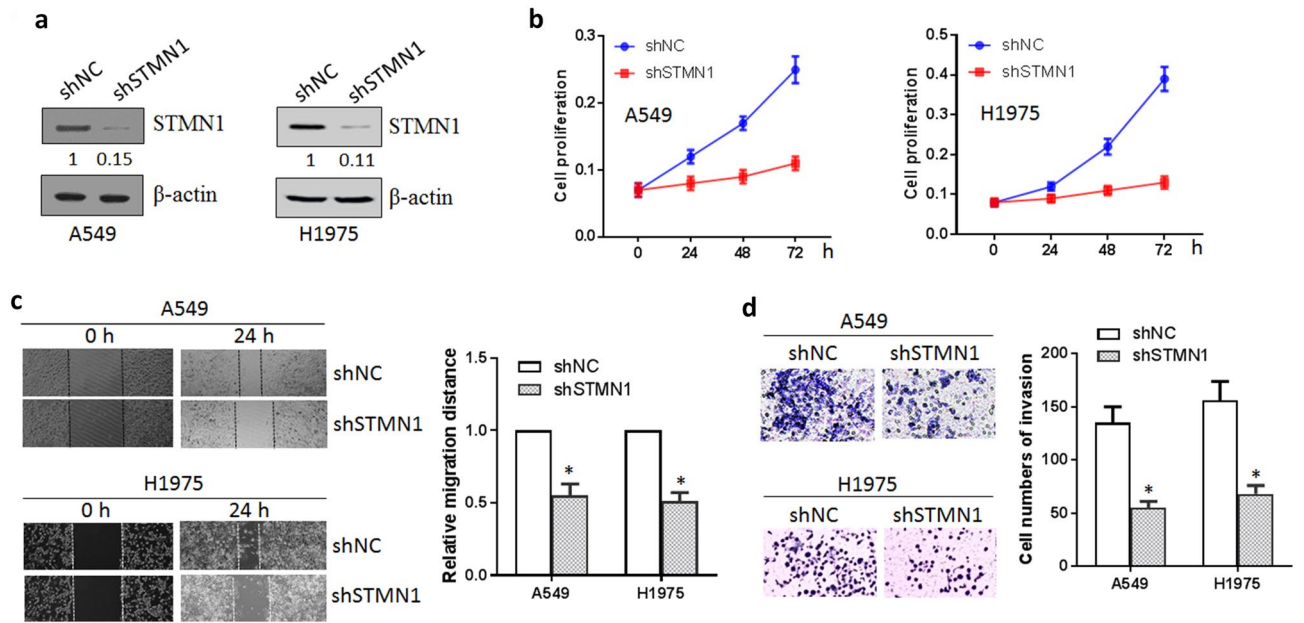 a
shNC
shSTMN1
STMN1
1
0.15
β-actin
A549
shNC
shSTMN1
STMN1
1
0.11
β-actin
H1975
b
Cell proliferation
0.3
0.2
0.1
0.0
shNC
shSTMN1
A549
0
24
48
72
h
Cell proliferation
0.5
0.4
0.3
0.2
0.1
0.0
shNC
shSTMN1
H1975
0
24
48
72
h
c
A549
0 h
24 h
shNC
shSTMN1
H1975
0 h
24 h
shNC
shSTMN1
Relative migration distance
1.5
1.0
0.5
0.0
shNC
shSTMN1
*
*
A549
H1975
d
A549
shNC
shSTMN1
H1975
shNC
shSTMN1
Cell numbers of invasion
200
150
100
50
0
shNC
shSTMN1
*
*
A549
H1975